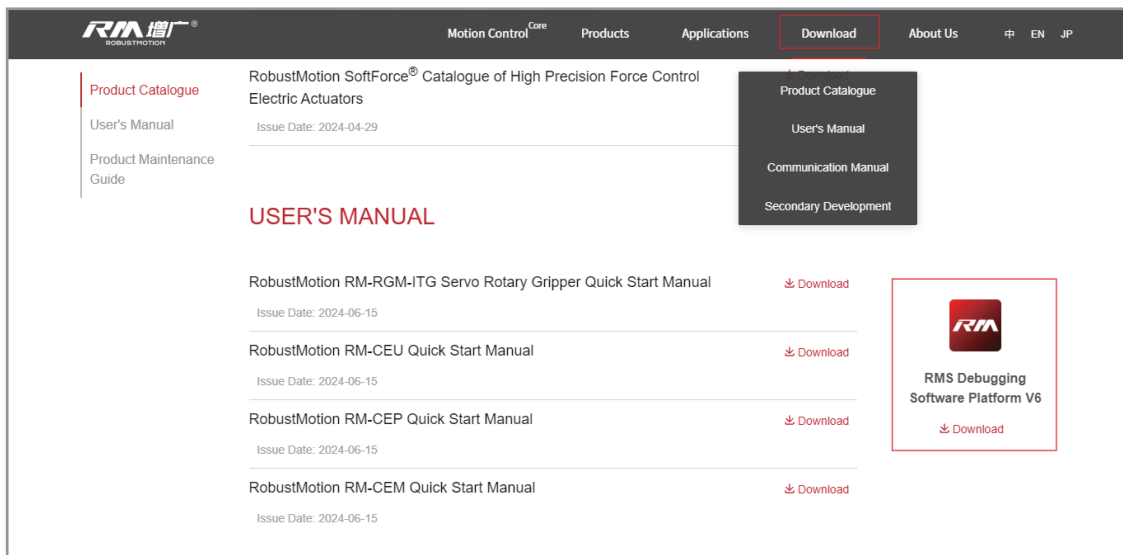 RM 增广®
ROBUSTMOTION
Motion Control Core
Products
Applications
Download
About Us
中
EN
JP
Product Catalogue
User's Manual
Product Maintenance
Guide
RobustMotion SoftForce® Catalogue of High Precision Force Control
Electric Actuators
Issue Date: 2024-04-29
Product Catalogue
User's Manual
Communication Manual
Secondary Development
USER'S MANUAL
RobustMotion RM-RGM-ITG Servo Rotary Gripper Quick Start Manual
Download
Issue Date: 2024-06-15
RobustMotion RM-CEU Quick Start Manual
Download
Issue Date: 2024-06-15
RobustMotion RM-CEP Quick Start Manual
Download
Issue Date: 2024-06-15
RobustMotion RM-CEM Quick Start Manual
Download
Issue Date: 2024-06-15
RM
RMS Debugging
Software Platform V6
Download